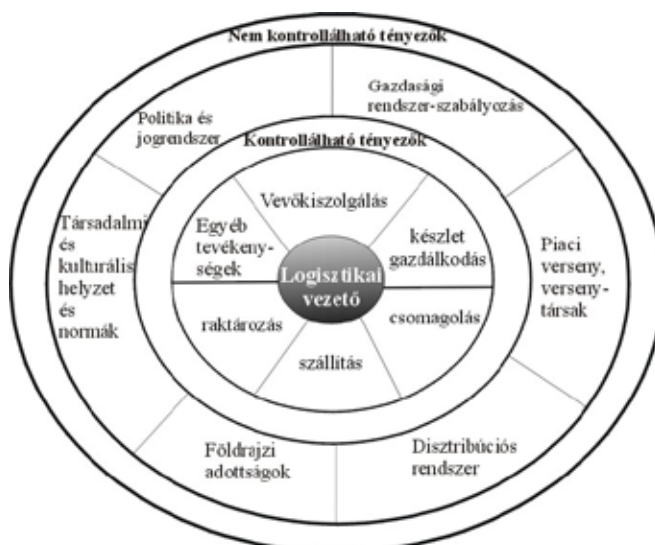 Nem kontrollálható tényezők
Gazdasági
rendszer-szabályozás
Politika és
jogrendszer
Kontrollálható tényezők
Vevőkiszolgálás
Egyéb
tevékeny-
ségek
készlet
gazdálkodás
Társadalmi
és
kulturális
helyzet
és
normák
Piaci
verseny,
verseny-
társak
Logisztikai
vezető
raktározás
csomagolás
szállítás
Földrajzi
adottságok
Disztribúciós
rendszer